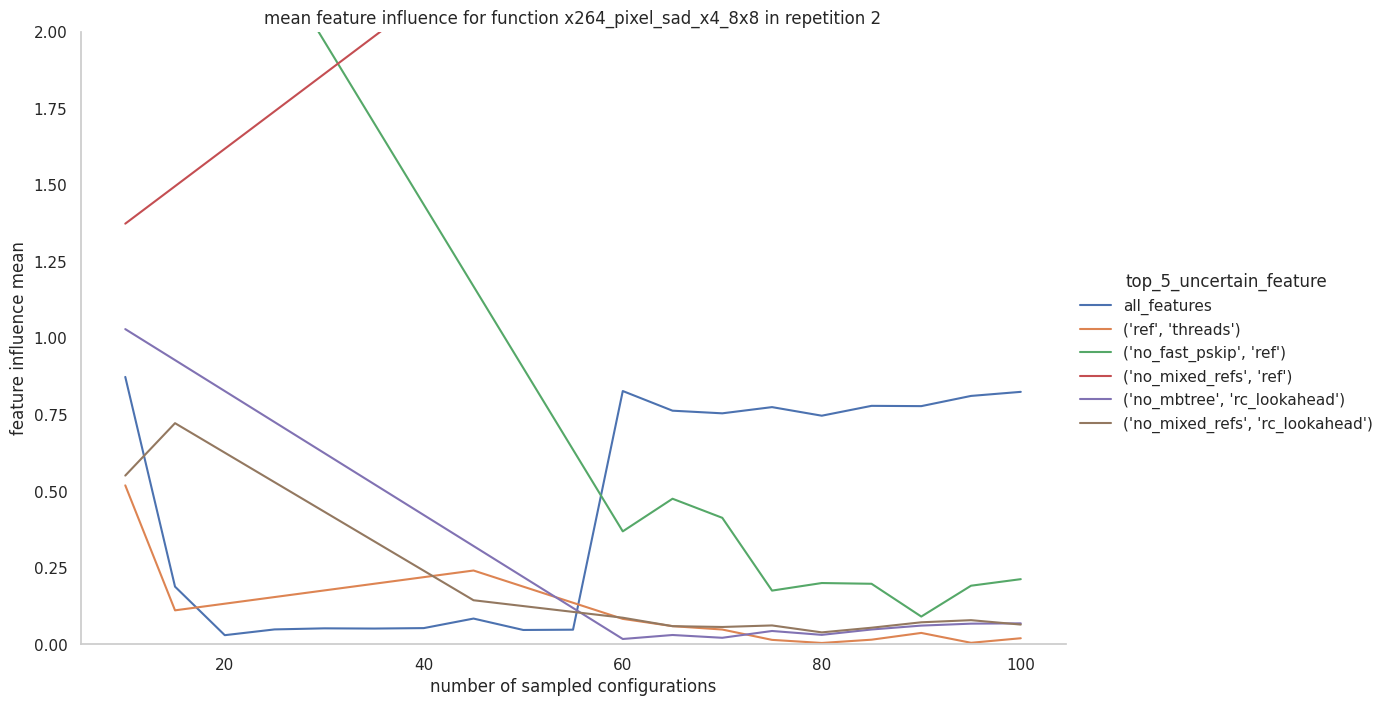 mean feature influence for function x264_pixel_sad_x4_8x8 in repetition 2
2.00
1.75
1.50
1.25
1.00
0.75
0.50
0.25
0.00
feature influence mean
20
40
60
80
100
number of sampled configurations
top_5_uncertain_feature
all_features
('ref', 'threads')
('no_fast_pskip', 'ref')
('no_mixed_refs', 'ref')
('no_mbtree', 'rc_lookahead')
('no_mixed_refs', 'rc_lookahead')